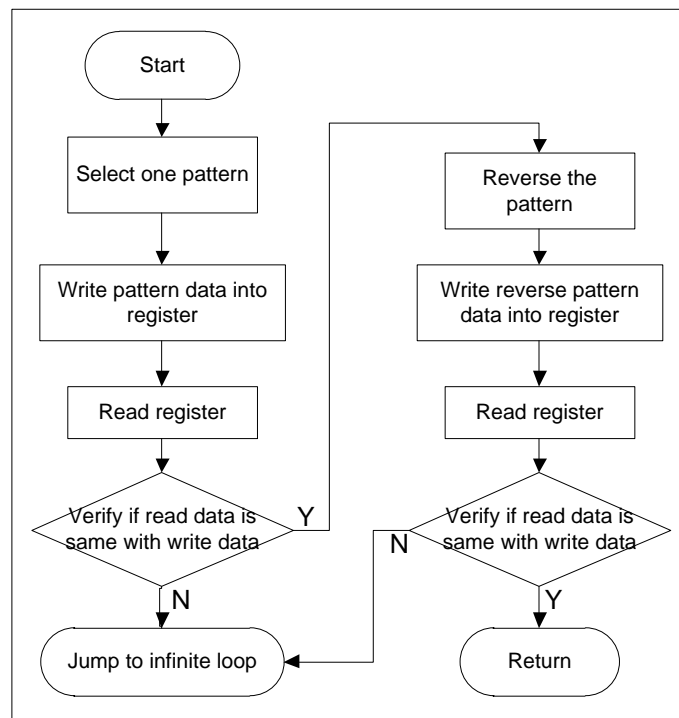 Start
Select one pattern
Write pattern data into
register
Read register
Verify if read data is
same with write data
Y
N
Jump to infinite loop
Reverse the
pattern
Write reverse pattern
data into register
Read register
Verify if read data is
same with write data
N
Y
Return